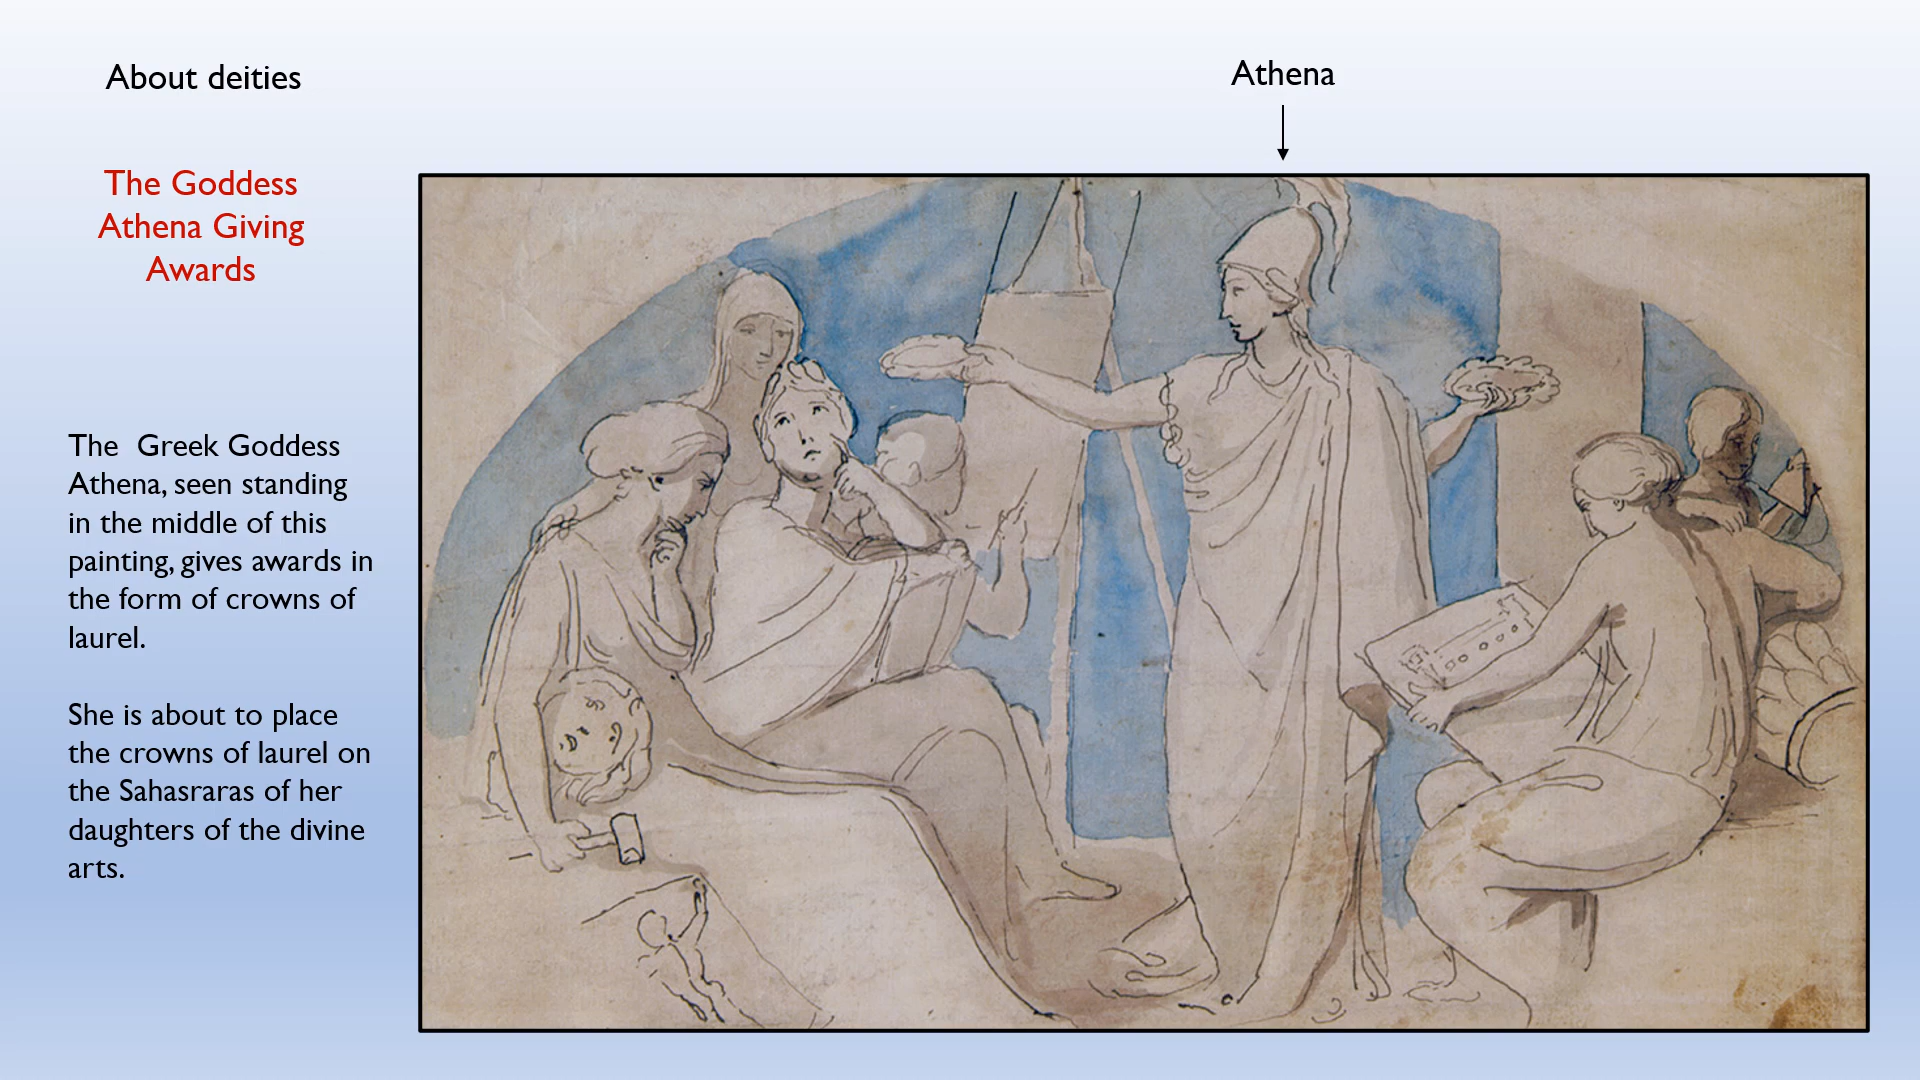 About deities
Athena
The Goddess
Athena Giving
Awards
The  Greek Goddess
Athena, seen standing
in the middle of this
painting, gives awards in
the form of crowns of
laurel.
She is about to place
the crowns of laurel on
the Sahasraras of her
daughters of the divine
arts.